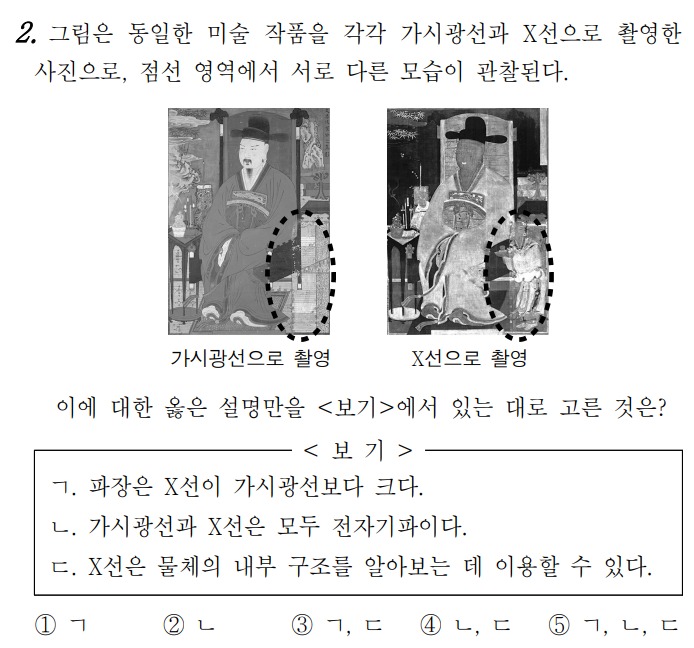 2. 그림은 동일한 미술 작품을 각각 가시광선과 X선으로 촬영한
사진으로, 점선 영역에서 서로 다른 모습이 관찰된다.
가시광선으로 촬영 X선으로 촬영
이에 대한 옳은 설명만을 <보기>에서 있는 대로 고른 것은?
< 보 기 >
ㄱ. 파장은 X선이 가시광선보다 크다.
ㄴ. 가시광선과 X선은 모두 전자기파이다.
ㄷ. X선은 물체의 내부 구조를 알아보는 데 이용할 수 있다.
① ㄱ ② ㄴ ③ ㄱ, ㄷ ④ ㄴ, ㄷ ⑤ ㄱ, ㄴ, ㄷ